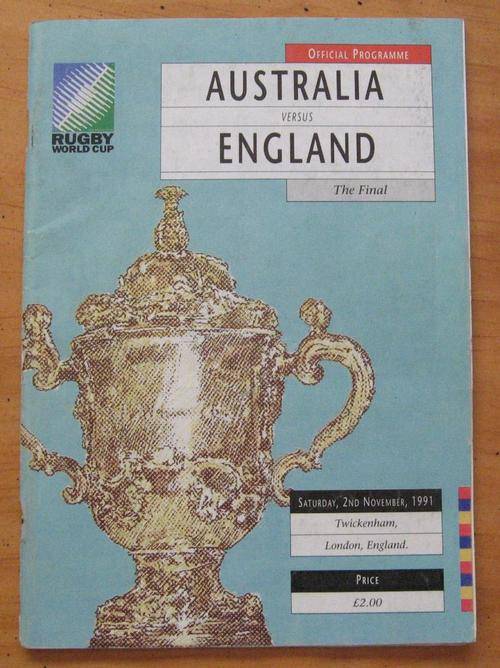 OFFICIAL PROGRAMME
AUSTRALIA
VERSUS
ENGLAND
The Final
RUGBY
WORLD CUP
SATURDAY, 2ND NOVEMBER, 1991
Twickenham,
London, England.
PRICE
£2.00